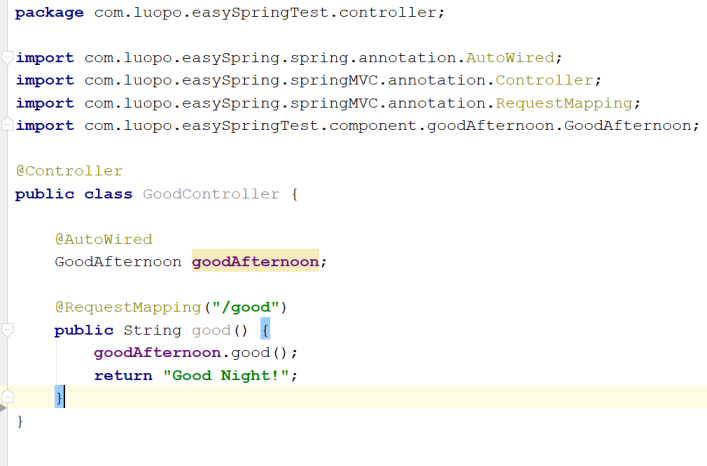 package com.luopo.easySpringTest.controller;
import com.luopo.easySpring.spring.annotation.AutoWired;
import com.luopo.easySpring.springMVC.annotation.Controller;
import com.luopo.easySpring.springMVC.annotation.RequestMapping;
import com.luopo.easySpringTest.component.goodAfternoon.GoodAfternoon;
@Controller
public class GoodController {
@AutoWired
GoodAfternoon goodAfternoon;
@RequestMapping("/good")
public String good() {
goodAfternoon.good();
return "Good Night!";
}
}